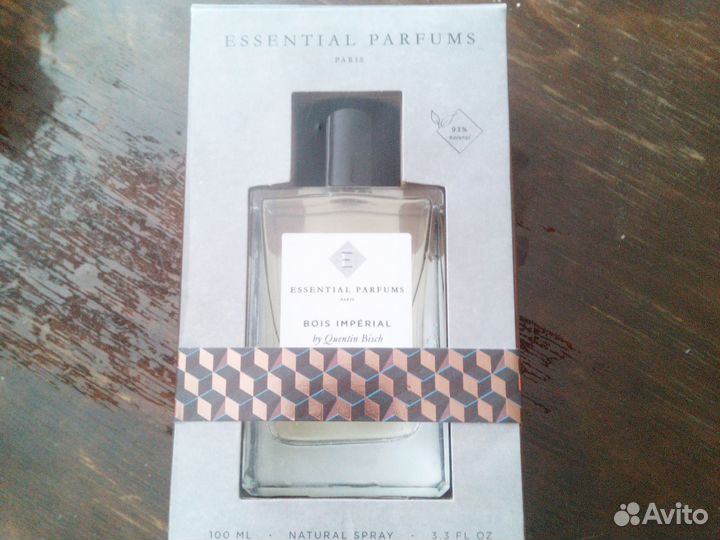 ESSENTIAL PARFUMS
PARIS
93%
Natural
E
ESSENTIAL PARFUMS
PARIS
BOIS IMPÉRIAL
by Quentin Bisch
100 ML · NATURAL SPRAY · 3.3 FL OZ
Avito